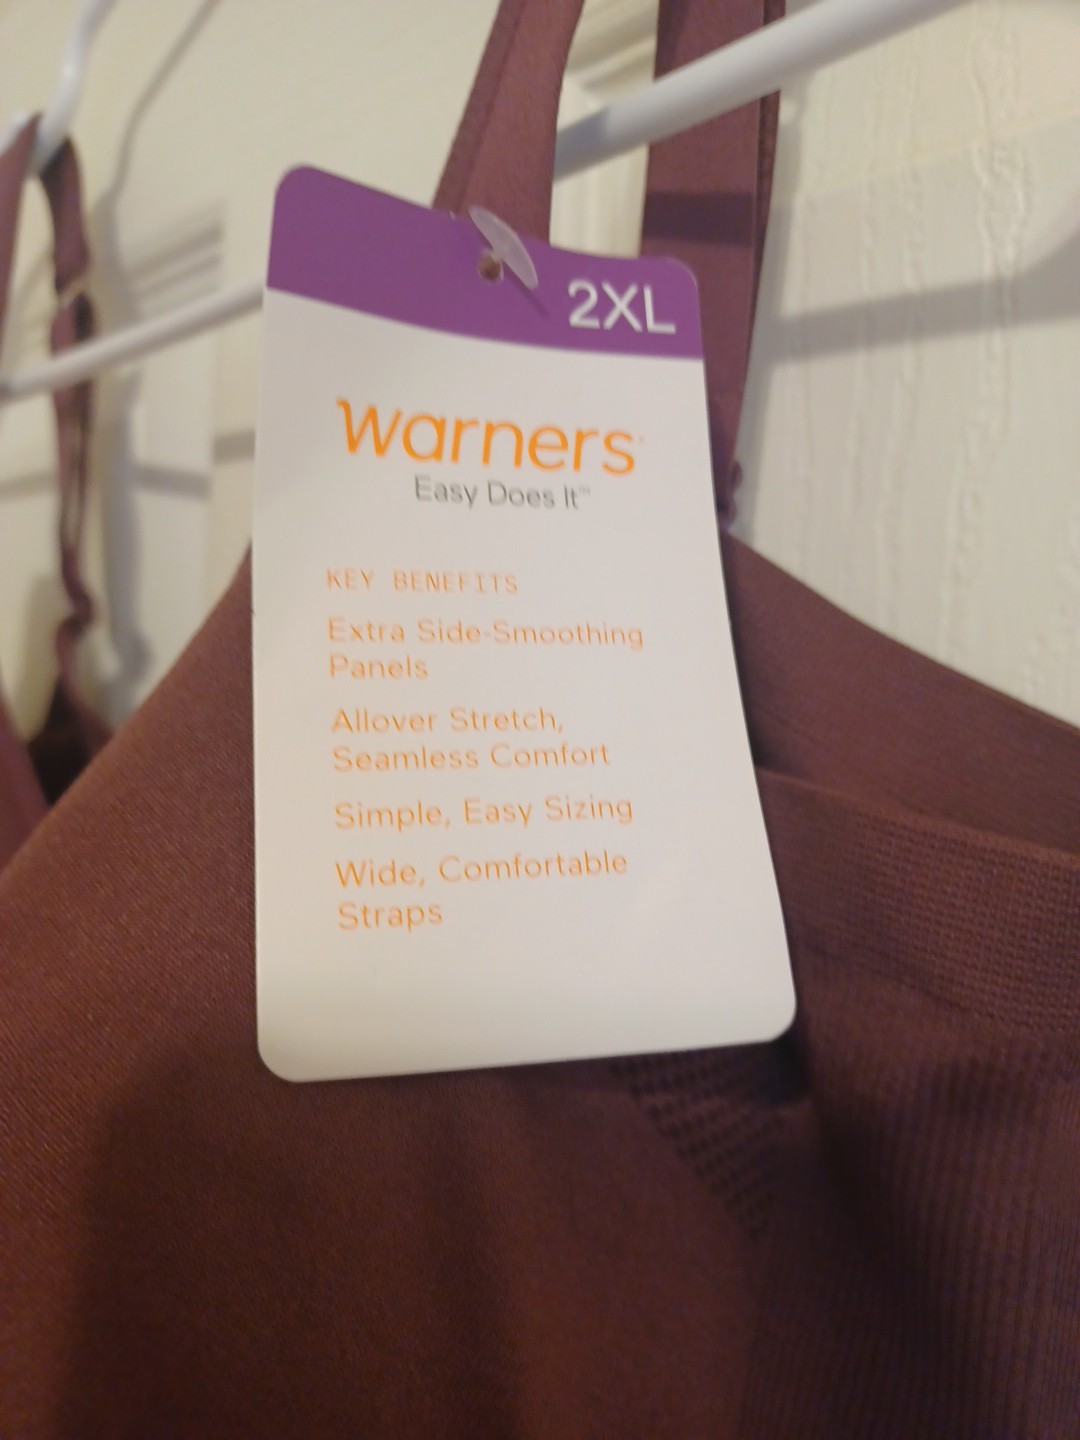 2XL
Warners
Easy Does It™
KEY BENEFITS
Extra Side-Smoothing
Panels
Allover Stretch,
Seamless Comfort
Simple, Easy Sizing
Wide, Comfortable
Straps